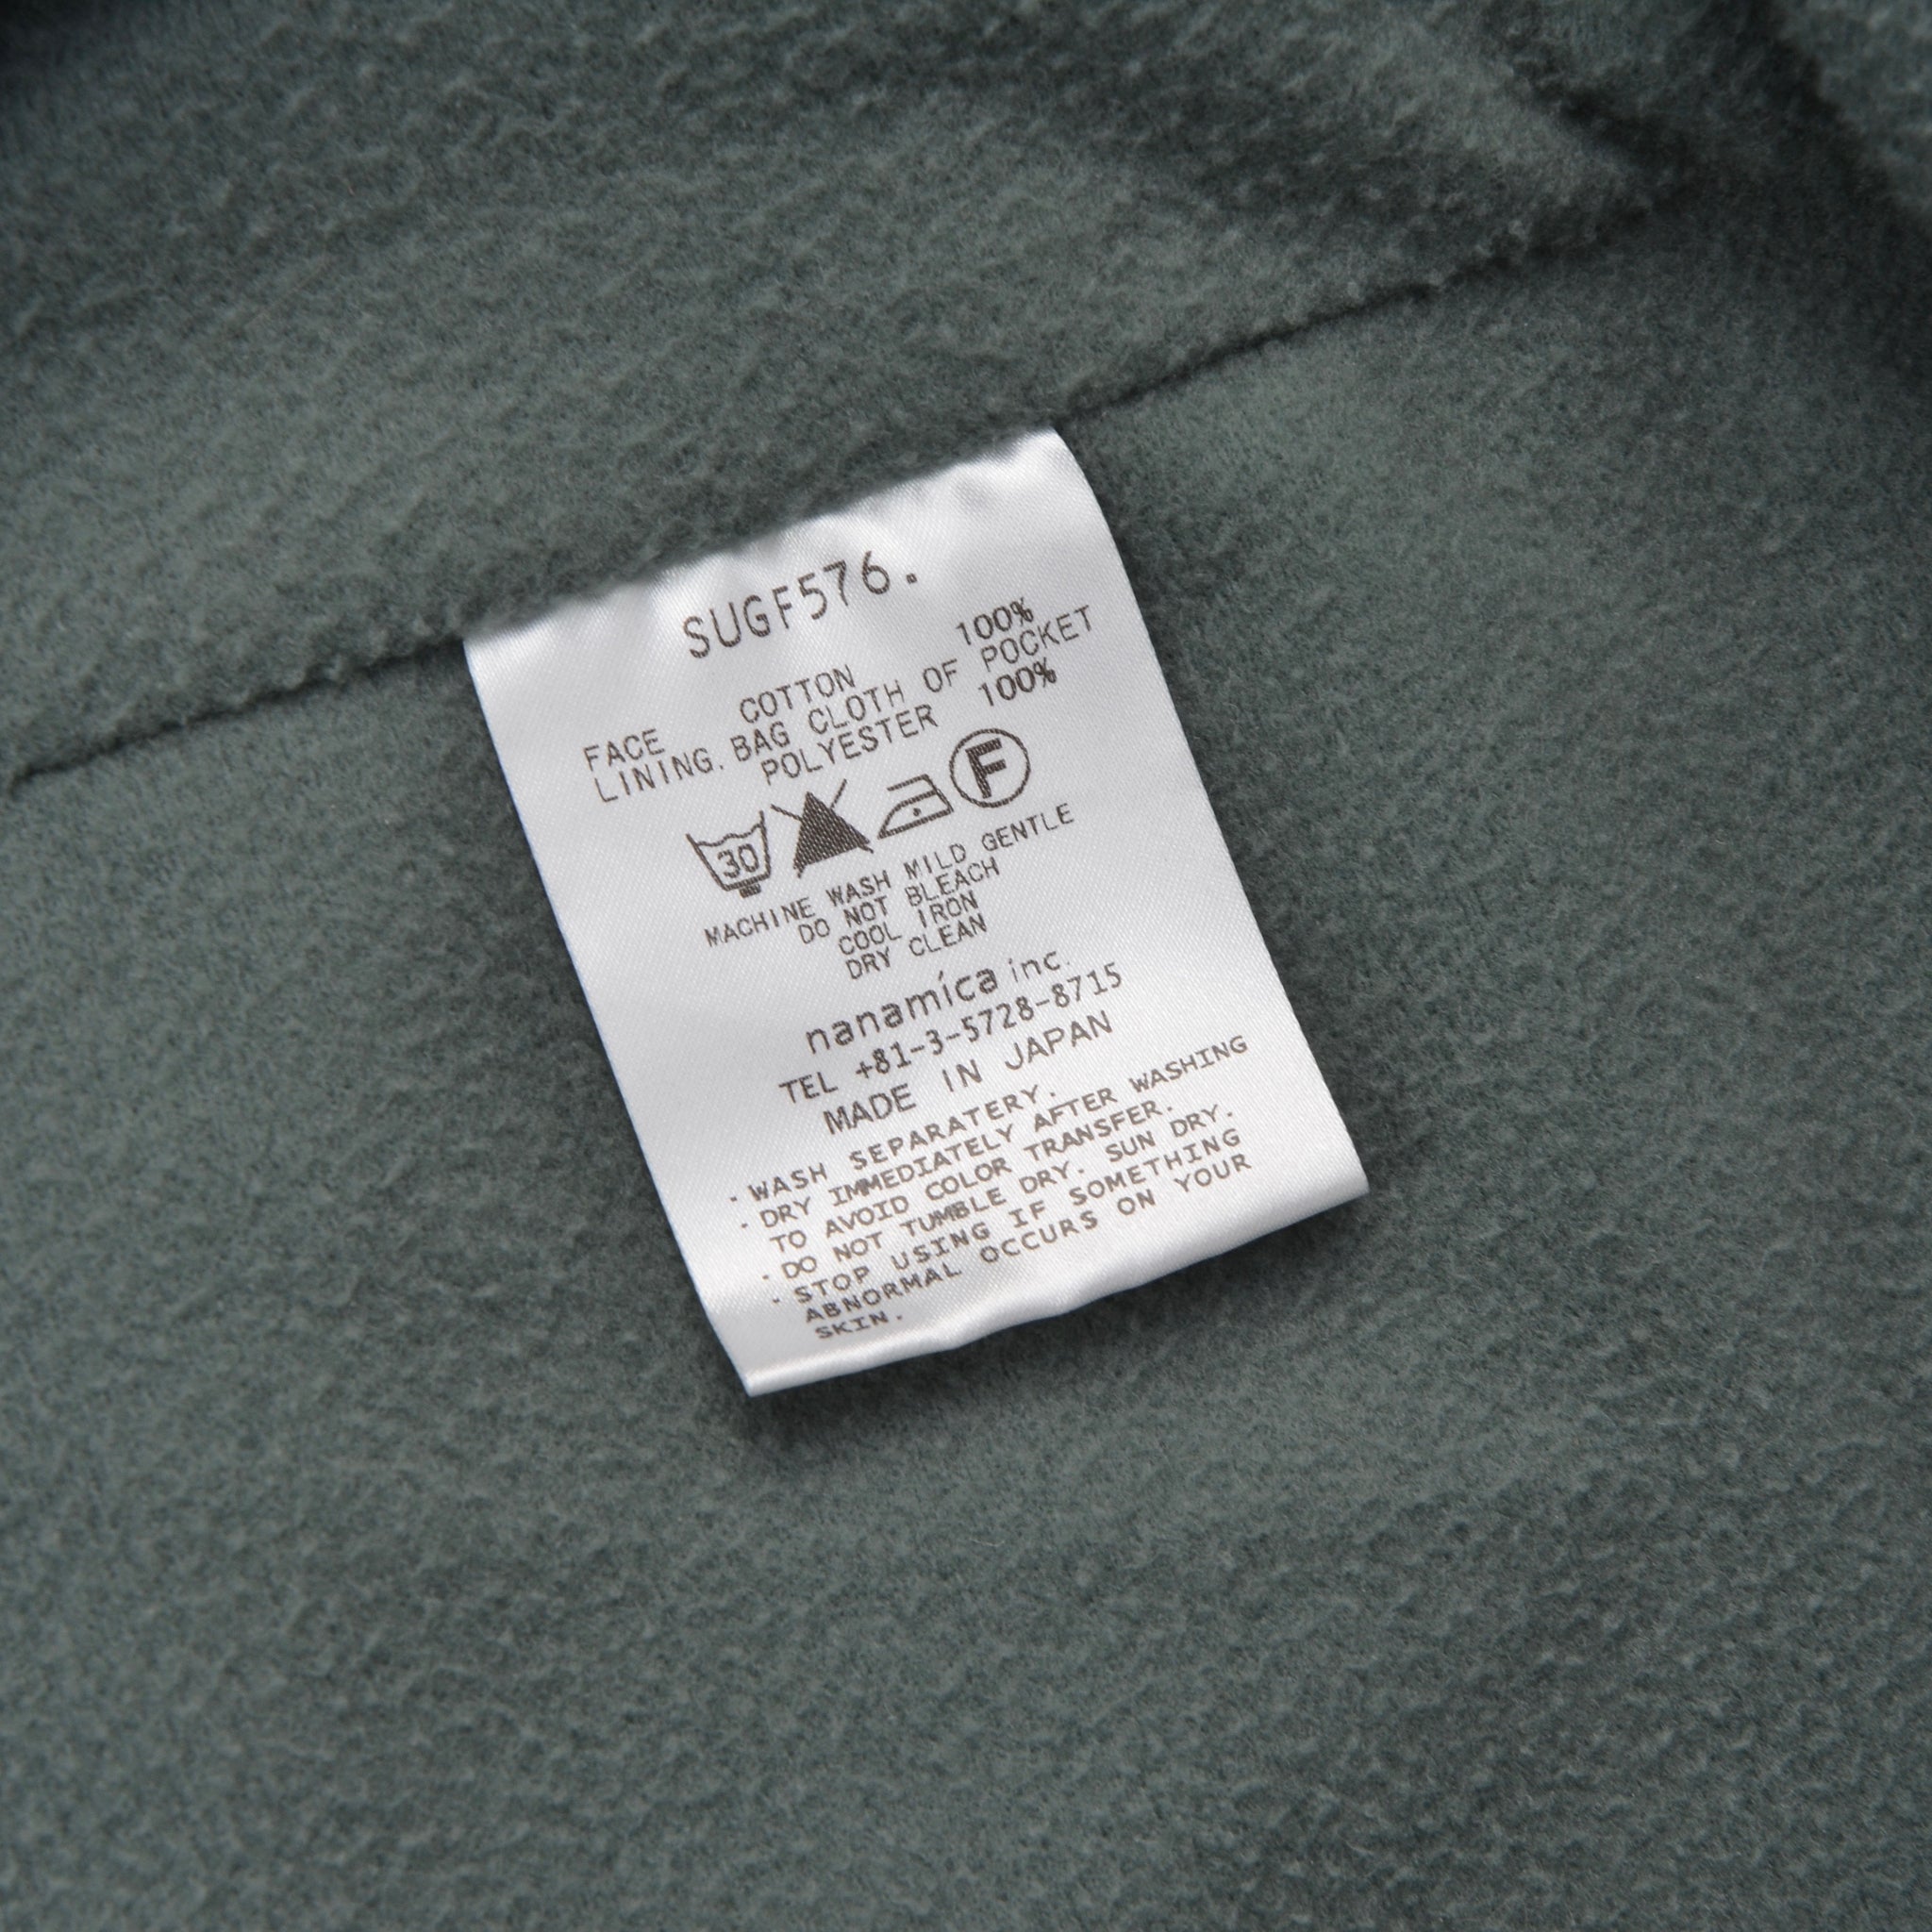 SUGF576.
FACE COTTON 100%
LINING. BAG CLOTH OF POCKET
POLYESTER 100%
30 F
MACHINE WASH MILD GENTLE
DO NOT BLEACH
COOL IRON
DRY CLEAN
nanamíca inc.
TEL +81-3-5728-8715
MADE IN JAPAN
・WASH SEPARATERY.
・DRY IMMEDIATELY AFTER WASHING
TO AVOID COLOR TRANSFER.
・DO NOT TUMBLE DRY. SUN DRY.
・STOP USING IF SOMETHING
ABNORMAL OCCURS ON YOUR
SKIN.